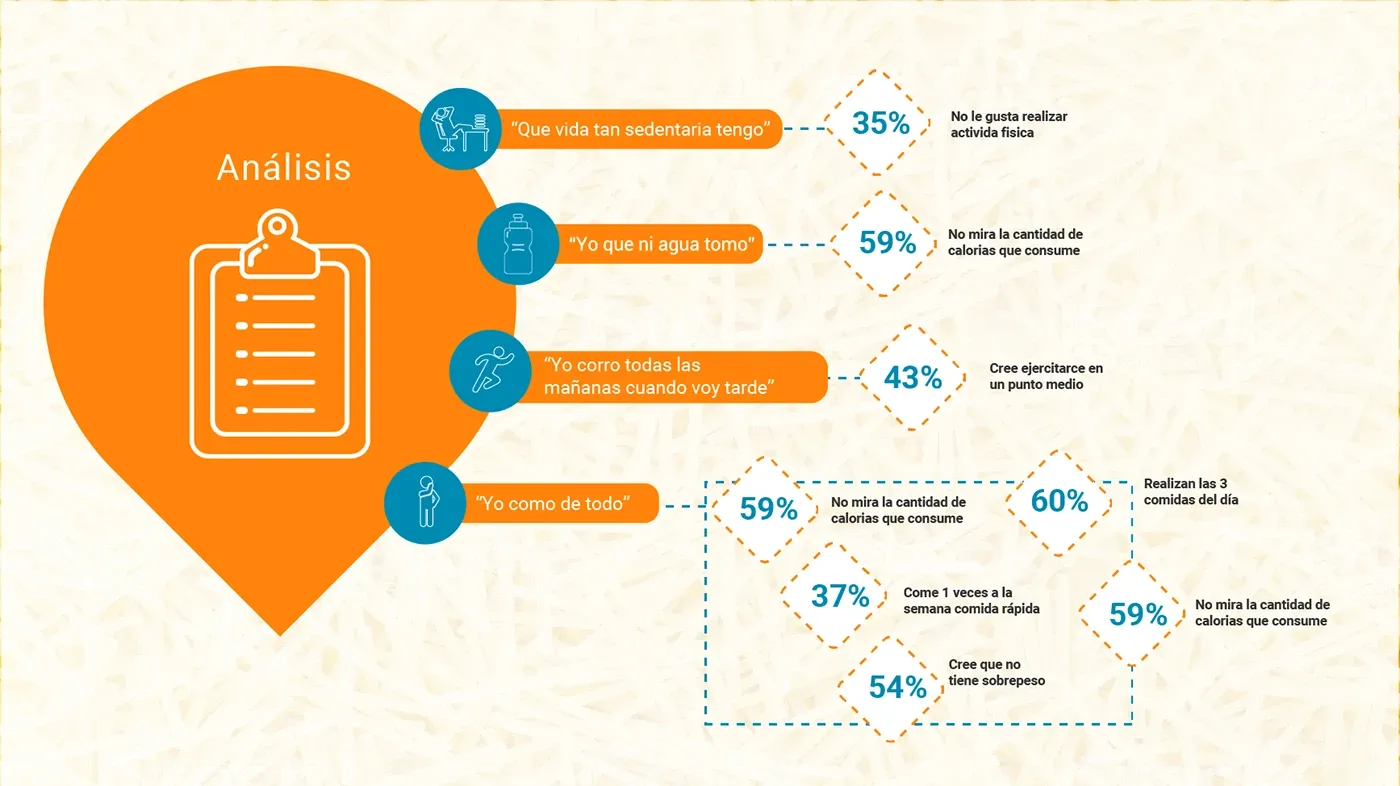 Análisis
“Que vida tan sedentaria tengo”
35%
No le gusta realizar
activida fisica
“Yo que ni agua tomo”
59%
No mira la cantidad de
calorias que consume
“Yo corro todas las
mañanas cuando voy tarde”
43%
Cree ejercitarce en
un punto medio
“Yo como de todo”
59%
No mira la cantidad de
calorias que consume
60%
Realizan las 3
comidas del día
37%
Come 1 veces a la
semana comida rápida
59%
No mira la cantidad de
calorias que consume
54%
Cree que no
tiene sobrepeso